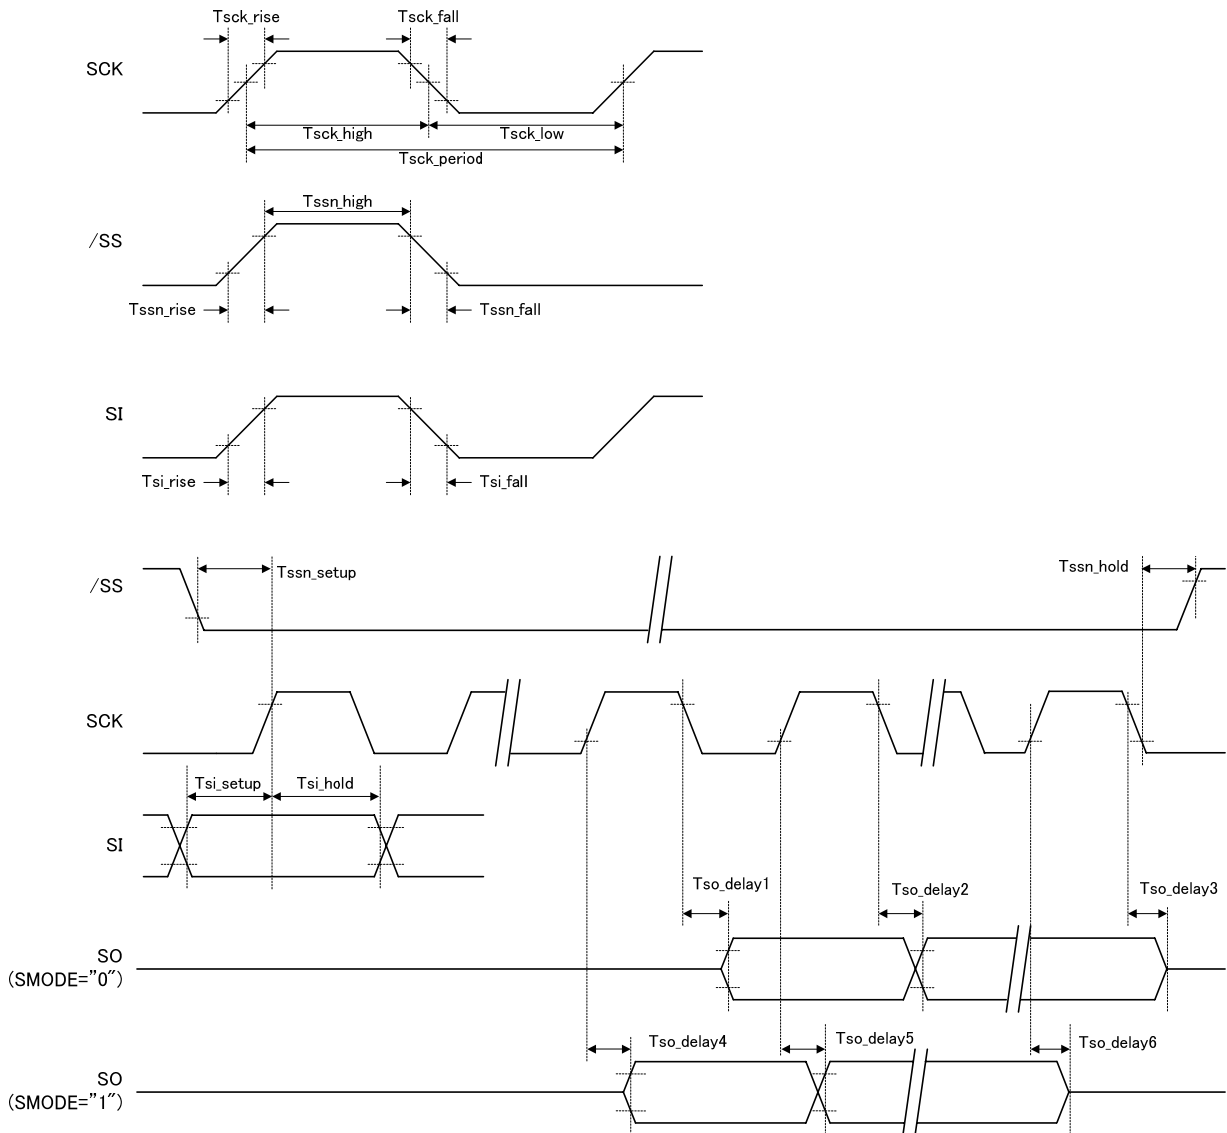 Tsck_rise
Tsck_fall
SCK
Tsck_high
Tsck_low
Tsck_period
Tssn_high
/SS
Tssn_rise
Tssn_fall
SI
Tsi_rise
Tsi_fall
/SS
Tssn_setup
Tssn_hold
SCK
Tsi_setup
Tsi_hold
SI
Tso_delay1
Tso_delay2
Tso_delay3
SO
(SMODE="0")
Tso_delay4
Tso_delay5
Tso_delay6
SO
(SMODE="1")